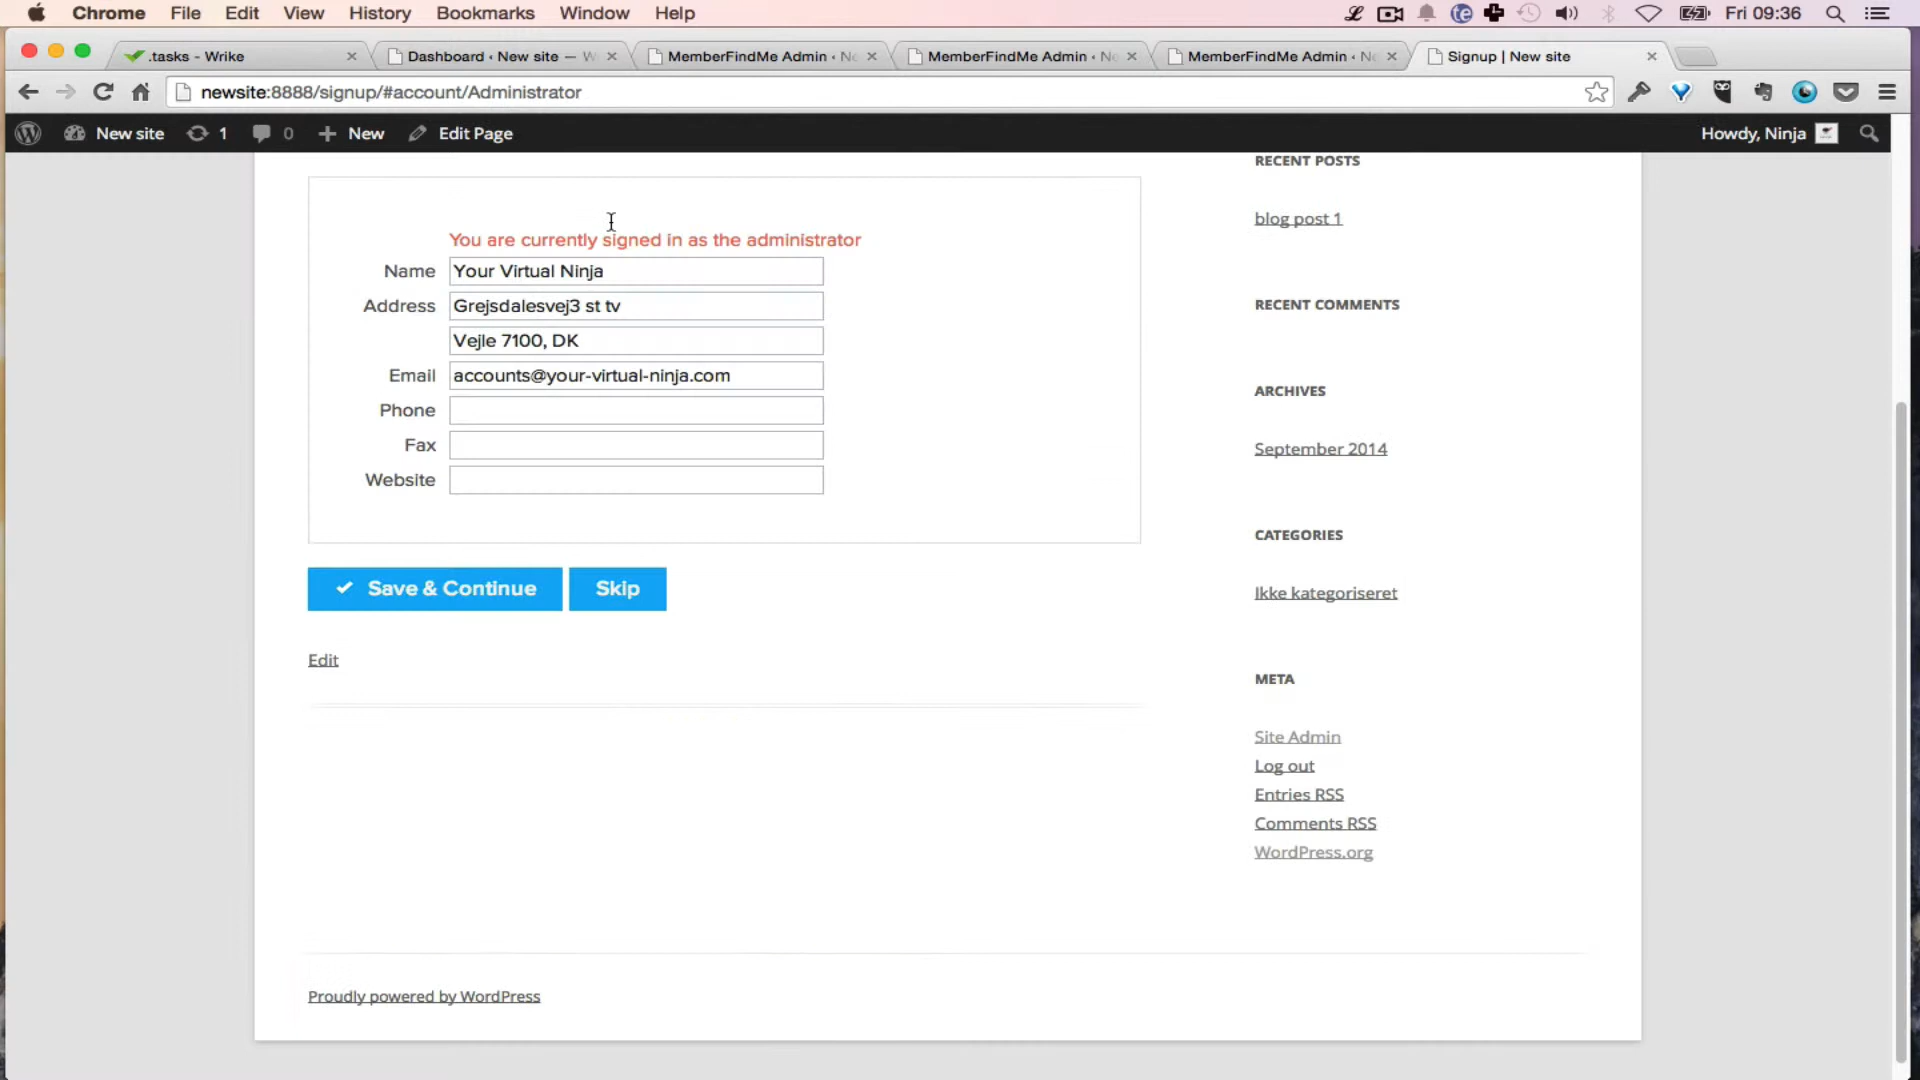 Chrome File Edit View History Bookmarks Window Help Fri 09:36
.tasks - Wrike Dashboard ‹ New site — W MemberFindMe Admin ‹ Ne MemberFindMe Admin ‹ Ne MemberFindMe Admin ‹ Ne Signup | New site
newsite:8888/signup/#account/Administrator
New site 1 0 New Edit Page Howdy, Ninja
RECENT POSTS
blog post 1
RECENT COMMENTS
ARCHIVES
September 2014
CATEGORIES
Ikke kategoriseret
META
Site Admin
Log out
Entries RSS
Comments RSS
WordPress.org
You are currently signed in as the administrator
Name Your Virtual Ninja
Address Grejsdalesvej3 st tv
Vejle 7100, DK
Email accounts@your-virtual-ninja.com
Phone
Fax
Website
Save & Continue Skip
Edit
Proudly powered by WordPress